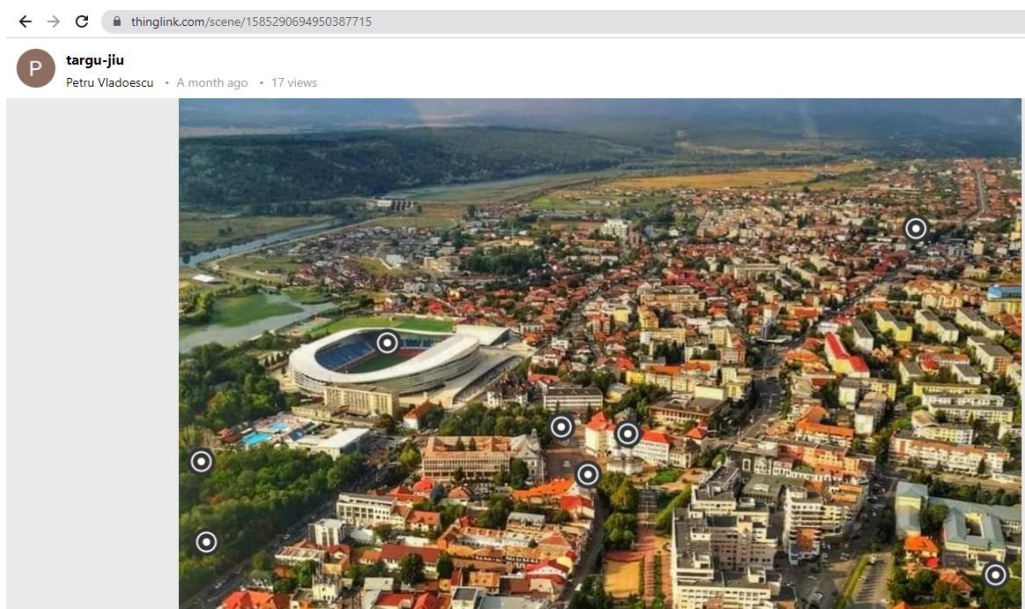 thinglink.com/scene/1585290694950387715
P
targu-jiu
Petru Vladoescu • A month ago • 17 views